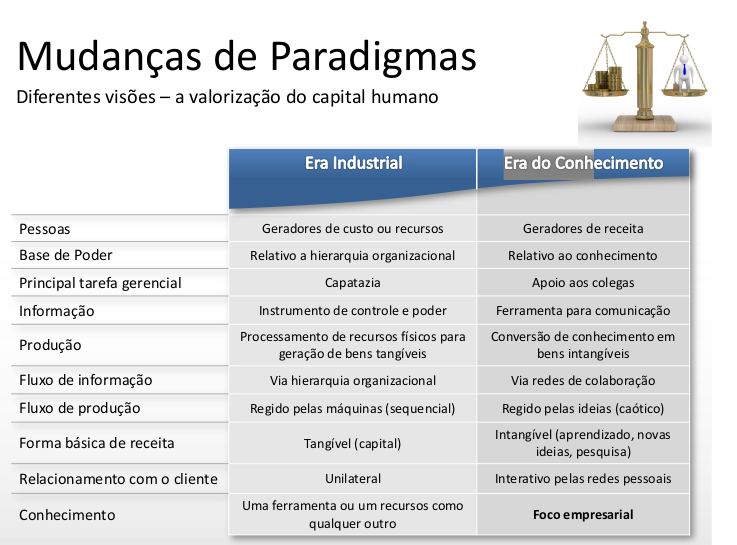 Mudanças de Paradigmas
Diferentes visões – a valorização do capital humano
Era Industrial
Era do Conhecimento
Pessoas
Geradores de custo ou recursos
Geradores de receita
Base de Poder
Relativo a hierarquia organizacional
Relativo ao conhecimento
Principal tarefa gerencial
Capatazia
Apoio aos colegas
Informação
Instrumento de controle e poder
Ferramenta para comunicação
Produção
Processamento de recursos físicos para
geração de bens tangíveis
Conversão de conhecimento em
bens intangíveis
Fluxo de informação
Via hierarquia organizacional
Via redes de colaboração
Fluxo de produção
Regido pelas máquinas (sequencial)
Regido pelas ideias (caótico)
Forma básica de receita
Tangível (capital)
Intangível (aprendizado, novas
ideias, pesquisa)
Relacionamento com o cliente
Unilateral
Interativo pelas redes pessoais
Conhecimento
Uma ferramenta ou um recursos como
qualquer outro
Foco empresarial